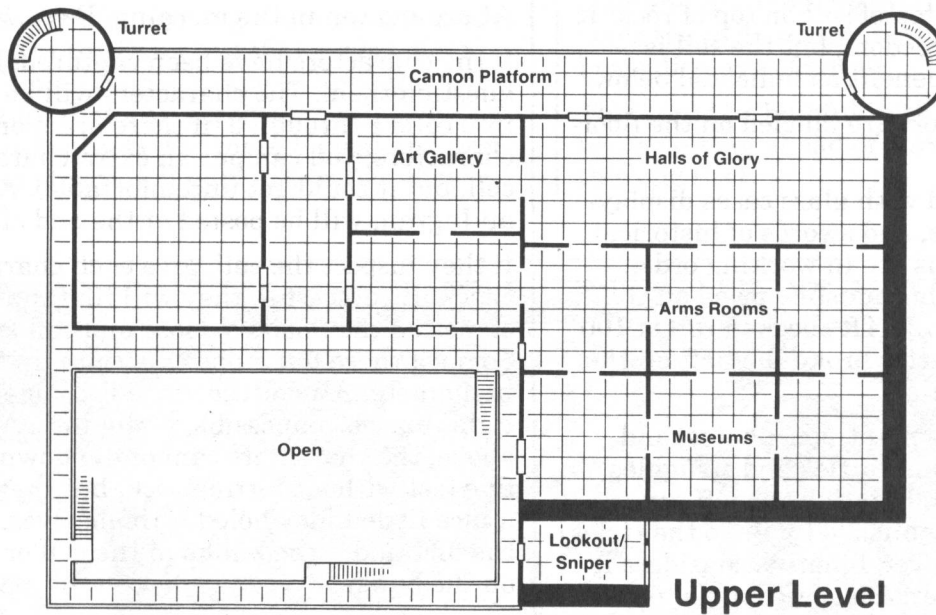 Turret
Turret
Cannon Platform
Art Gallery
Halls of Glory
Arms Rooms
Open
Museums
Lookout/
Sniper
Upper Level